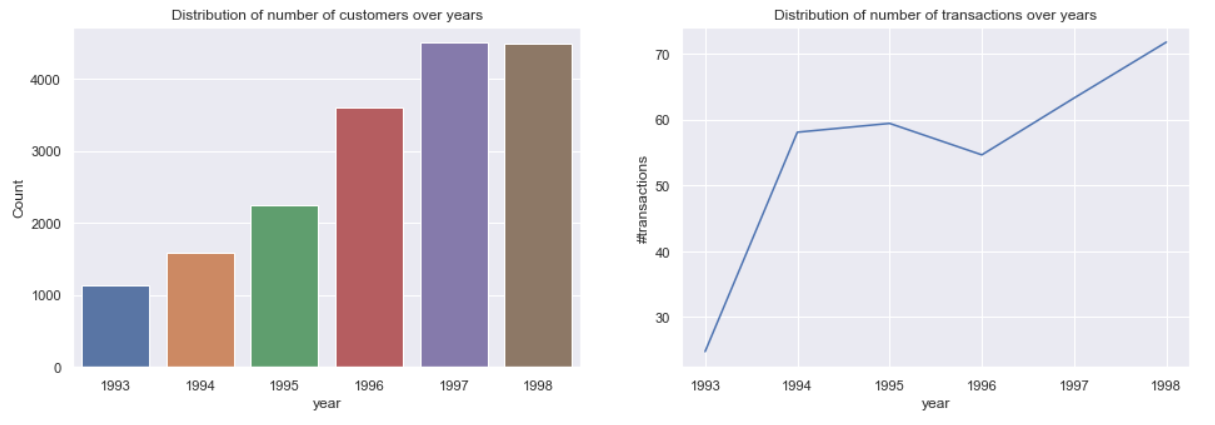 Distribution of number of customers over years
Count
4000
3000
2000
1000
0
1993 1994 1995 1996 1997 1998
year
Distribution of number of transactions over years
#transactions
70
60
50
40
30
1993 1994 1995 1996 1997 1998
year